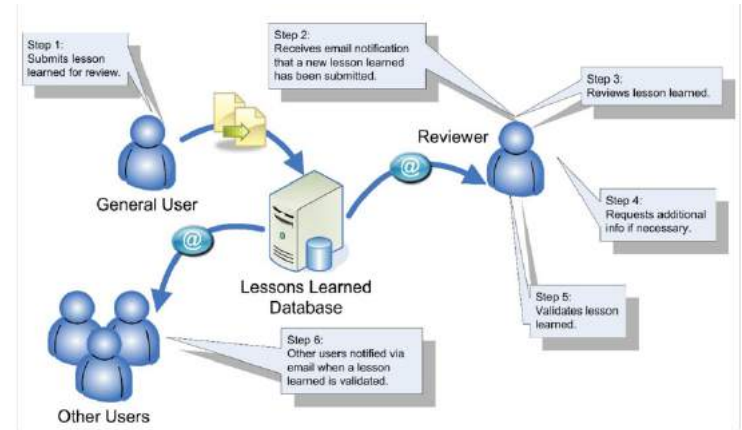 Step 1:
Submits lesson
learned for review.
Step 2:
Receives email notification
that a new lesson learned
has been submitted.
Step 3:
Reviews lesson learned.
Reviewer
@
General User
Step 4:
Requests additional
info if necessary.
@
Lessons Learned
Database
Step 5:
Validates lesson
learned.
Step 6:
Other users notified via
email when a lesson
learned is validated.
Other Users